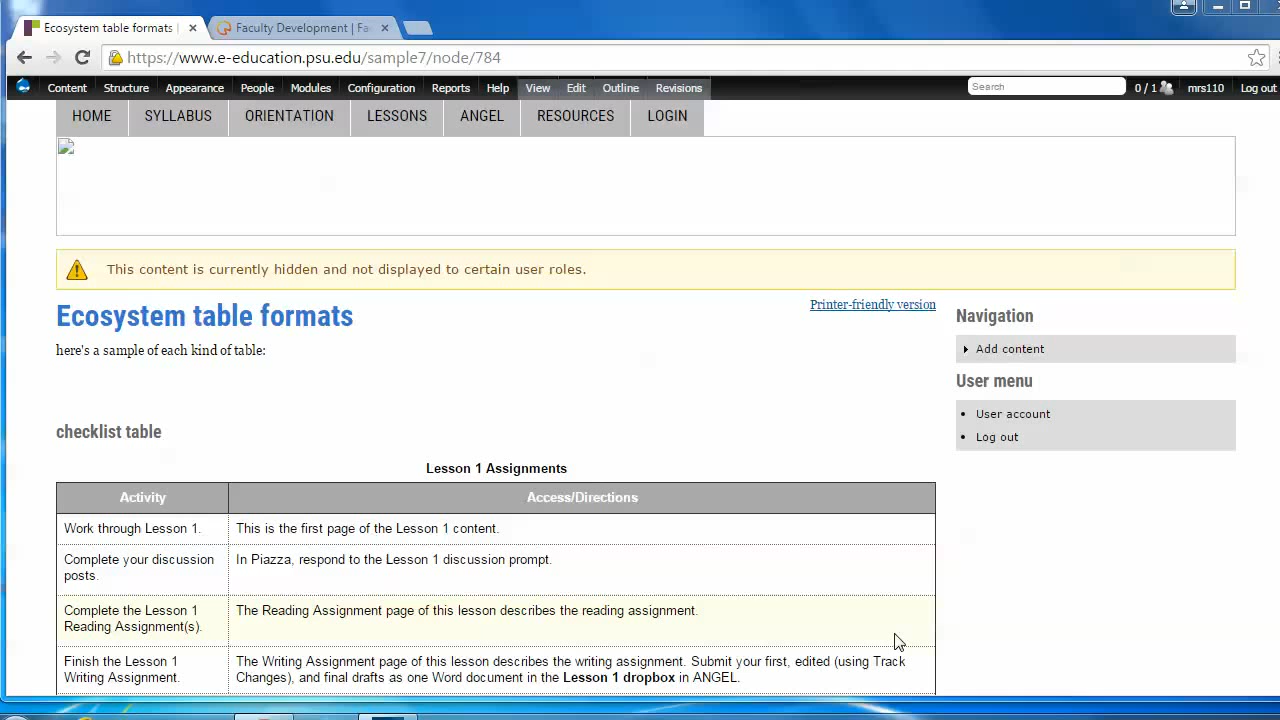 Ecosystem table formats
Faculty Development | Fa
https://www.e-education.psu.edu/sample7/node/784
Content Structure Appearance People Modules Configuration Reports Help View Edit Outline Revisions Search 0 / 1 mrs110 Log out
HOME SYLLABUS ORIENTATION LESSONS ANGEL RESOURCES LOGIN
This content is currently hidden and not displayed to certain user roles.
Ecosystem table formats
Printer-friendly version
here's a sample of each kind of table:
checklist table
Lesson 1 Assignments
Activity Access/Directions
Work through Lesson 1. This is the first page of the Lesson 1 content.
Complete your discussion
posts.
In Piazza, respond to the Lesson 1 discussion prompt.
Complete the Lesson 1
Reading Assignment(s).
The Reading Assignment page of this lesson describes the reading assignment.
Finish the Lesson 1
Writing Assignment.
The Writing Assignment page of this lesson describes the writing assignment. Submit your first, edited (using Track
Changes), and final drafts as one Word document in the Lesson 1 dropbox in ANGEL.
Navigation
Add content
User menu
User account
Log out